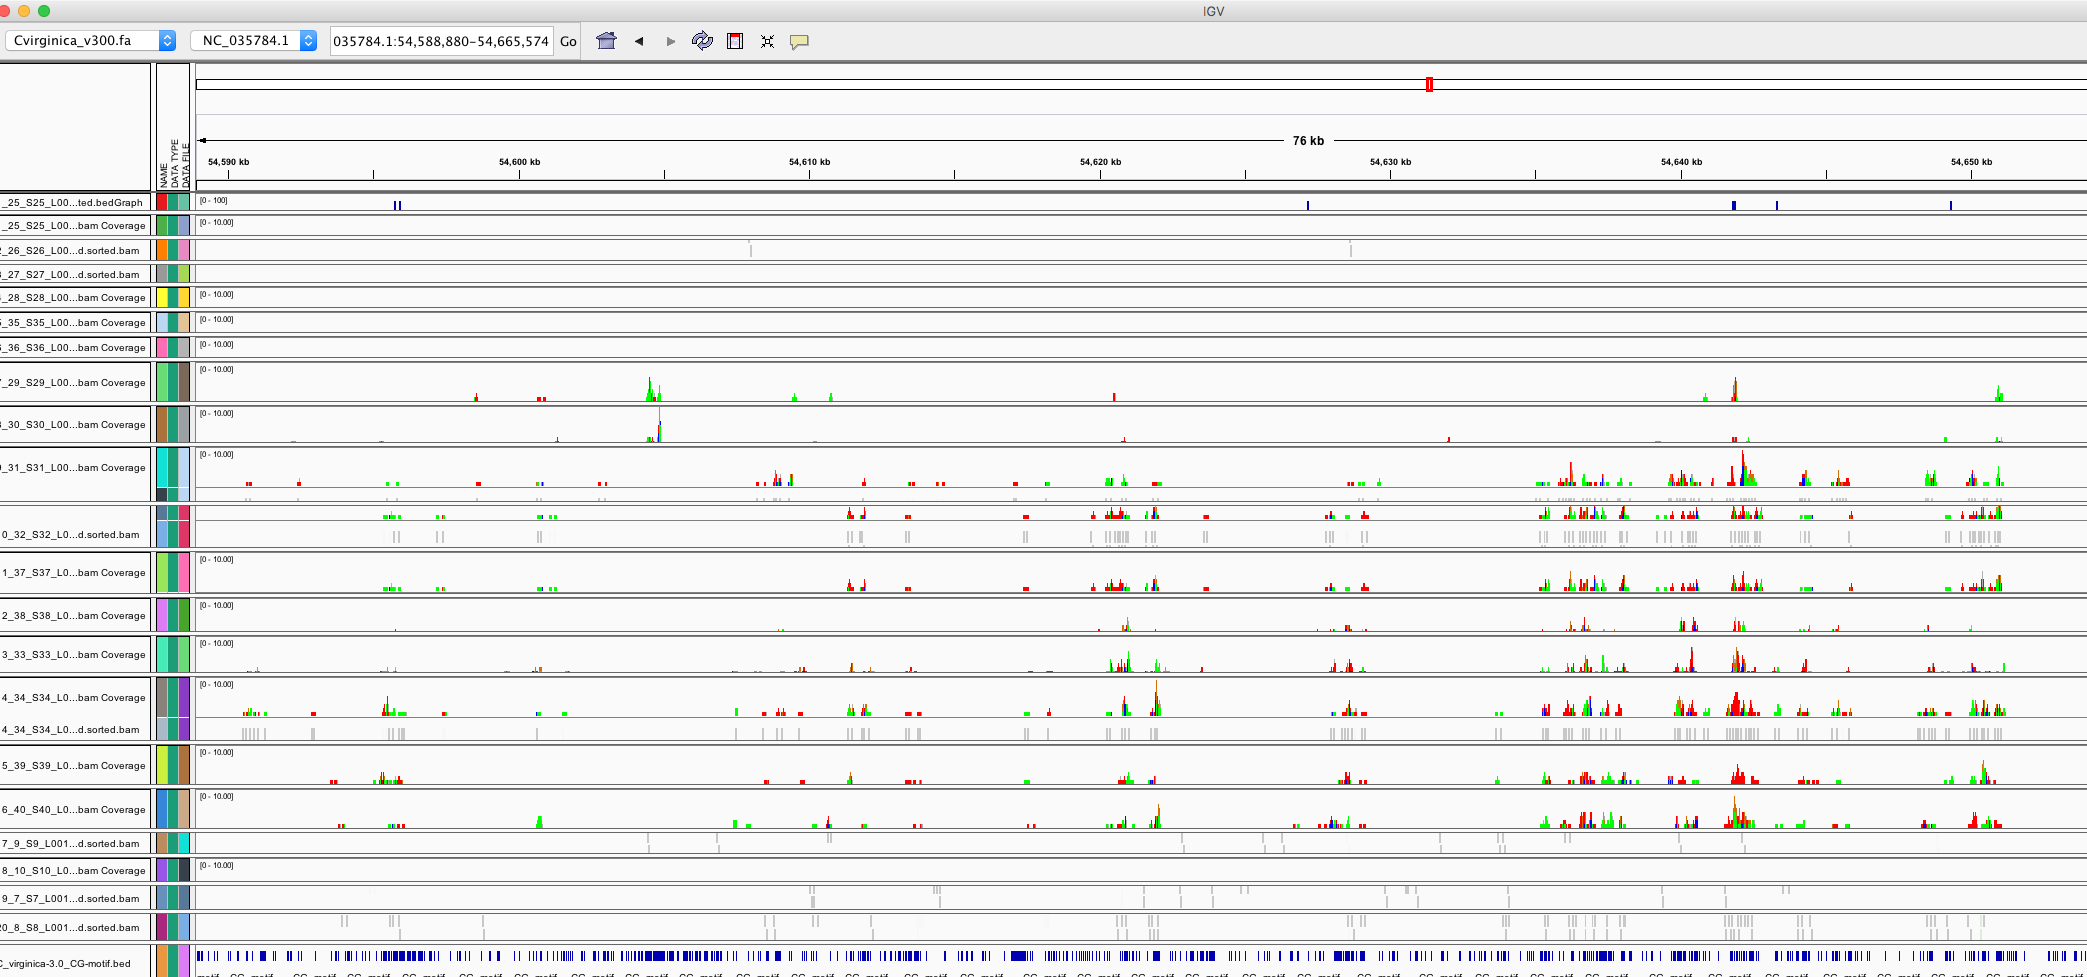 IGV
Cvirginica_v300.fa NC_035784.1 035784.1:54,588,880-54,665,574 Go
NAME
DATA TYPE
DATA FILE
76 kb
54,590 kb 54,600 kb 54,610 kb 54,620 kb 54,630 kb 54,640 kb 54,650 kb
_25_S25_L00...ted.bedGraph [0 - 100]
_25_S25_L00...bam Coverage [0 - 10.00]
_26_S26_L00...d.sorted.bam
_27_S27_L00...d.sorted.bam
_28_S28_L00...bam Coverage [0 - 10.00]
_35_S35_L00...bam Coverage [0 - 10.00]
_36_S36_L00...bam Coverage [0 - 10.00]
_29_S29_L00...bam Coverage [0 - 10.00]
_30_S30_L00...bam Coverage [0 - 10.00]
_31_S31_L00...bam Coverage [0 - 10.00]
0_32_S32_L0...d.sorted.bam
1_37_S37_L0...bam Coverage [0 - 10.00]
2_38_S38_L0...bam Coverage [0 - 10.00]
3_33_S33_L0...bam Coverage [0 - 10.00]
4_34_S34_L0...bam Coverage [0 - 10.00]
4_34_S34_L0...d.sorted.bam
5_39_S39_L0...bam Coverage [0 - 10.00]
6_40_S40_L0...bam Coverage [0 - 10.00]
7_9_S9_L001...d.sorted.bam
8_10_S10_L0...bam Coverage [0 - 10.00]
9_7_S7_L001...d.sorted.bam
20_8_S8_L001...d.sorted.bam
C_virginica-3.0_CG-motif.bed